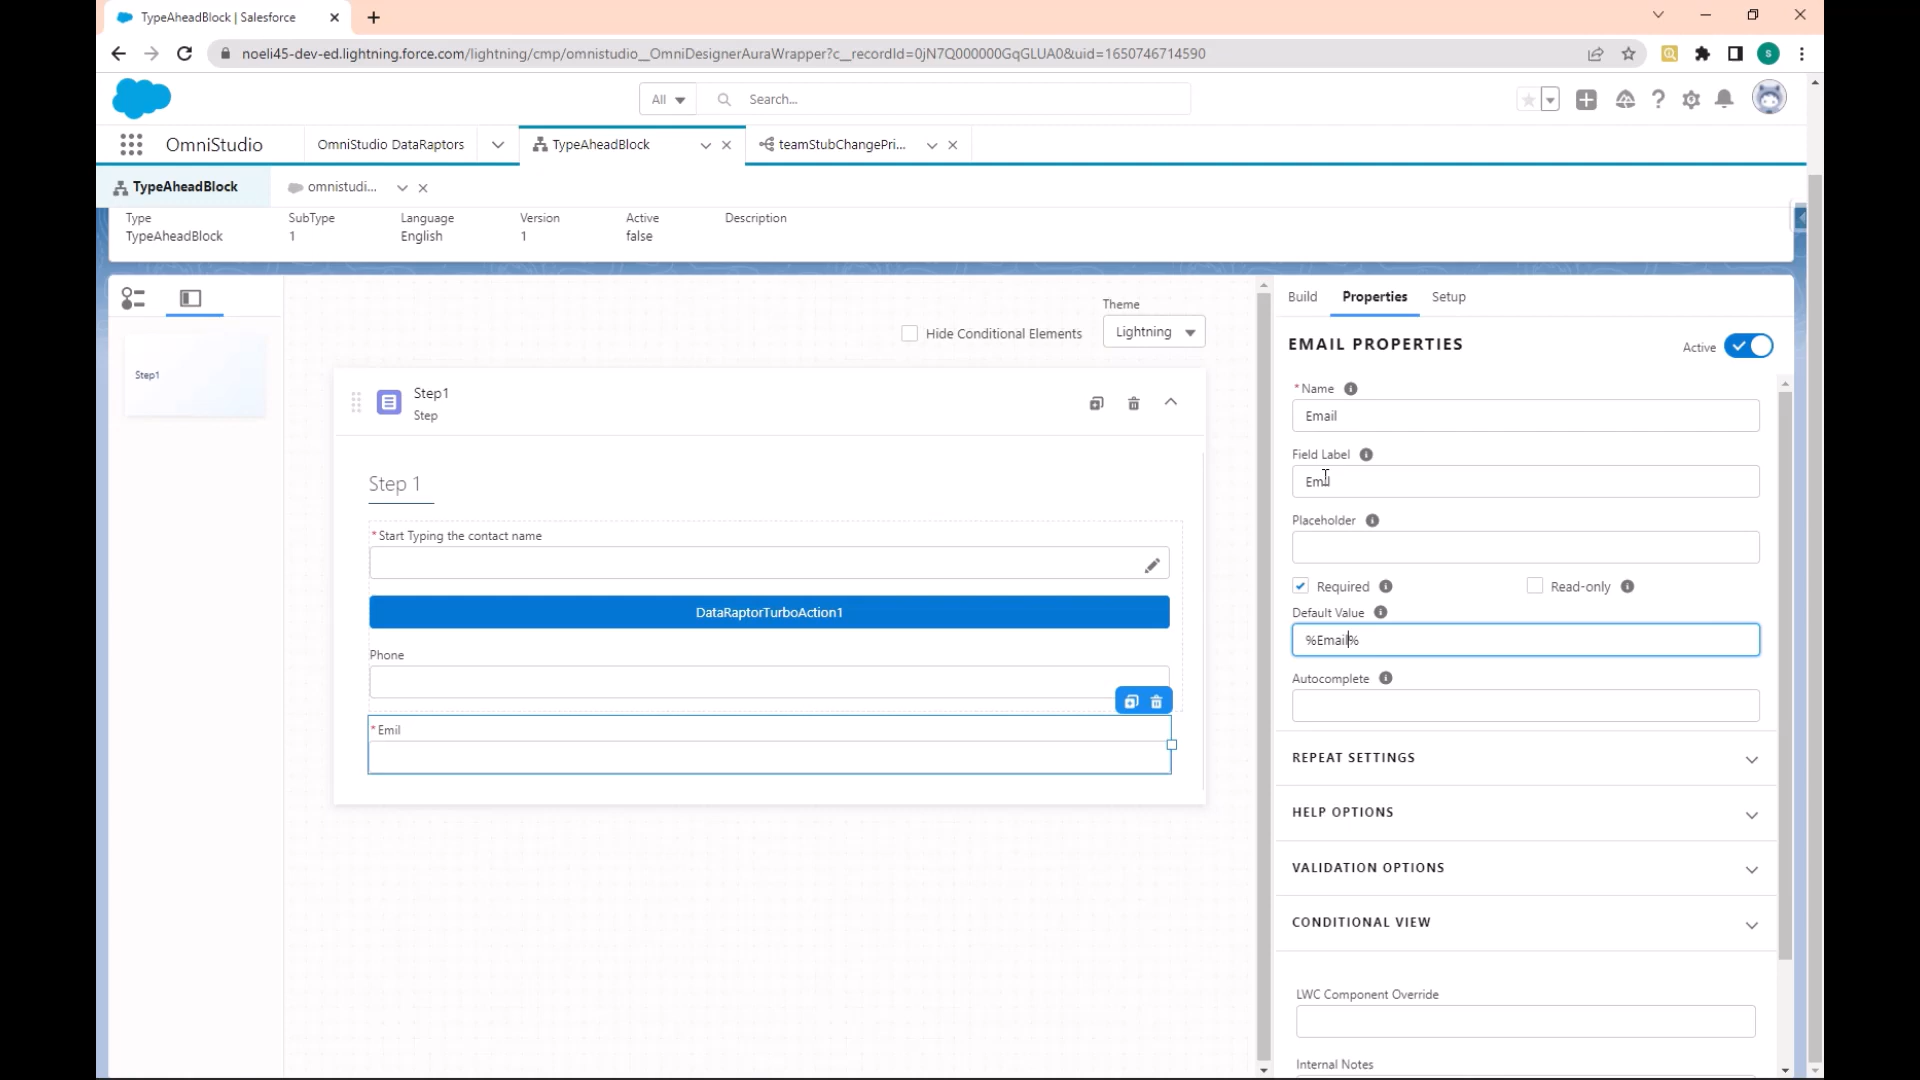 TypeAheadBlock | Salesforce
noeli45-dev-ed.lightning.force.com/lightning/cmp/omnistudio__OmniDesignerAuraWrapper?c__recordId=0jN7Q000000GqGLUA0&uid=1650746714590
S
All
Search...
OmniStudio
OmniStudio DataRaptors
TypeAheadBlock
teamStubChangePri...
TypeAheadBlock
omnistudi...
Type
SubType
Language
Version
Active
Description
TypeAheadBlock
1
English
1
false
Theme
Hide Conditional Elements
Lightning
Step1
Step1
Step
Step 1
* Start Typing the contact name
DataRaptorTurboAction1
Phone
* Emil
Build
Properties
Setup
EMAIL PROPERTIES
Active
* Name
Email
Field Label
Emil
Placeholder
Required
Read-only
Default Value
%Email%
Autocomplete
REPEAT SETTINGS
HELP OPTIONS
VALIDATION OPTIONS
CONDITIONAL VIEW
LWC Component Override
Internal Notes